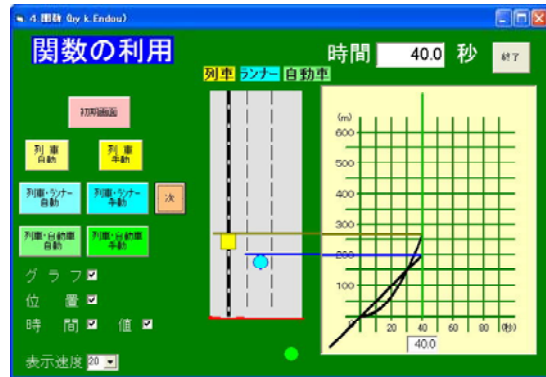 4 関数 (by k.Endou)
関数の利用
時間 40.0 秒
終了
列車 ランナー 自動車
初期画面
列 車 自動
列 車 手動
列車・ランナー 自動
列車・ランナー 手動
次
列車・自動車 自動
列車・自動車 手動
グ ラ フ
位 置
時 間 値
表示速度 20
(m)
600
500
400
300
200
100
0 20 40 60 80 (秒)
40.0